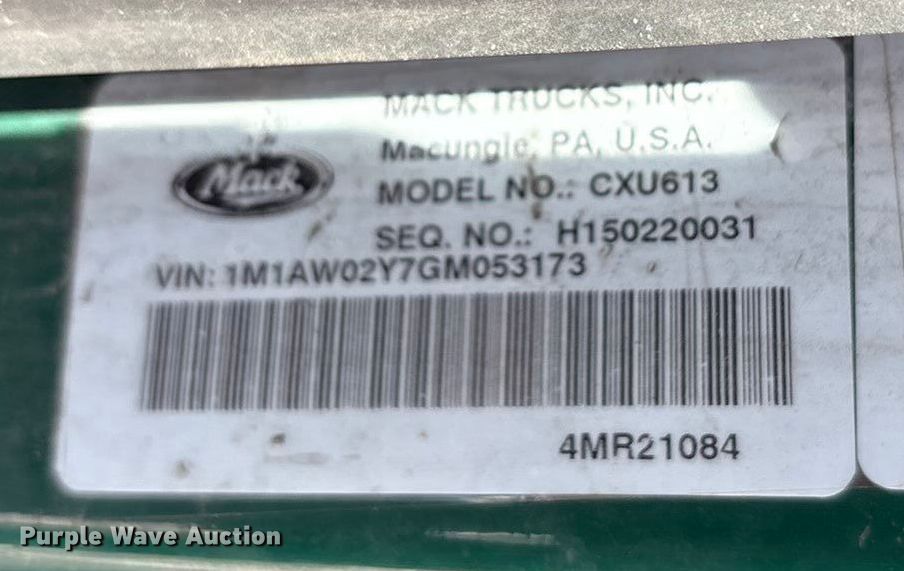 MACK TRUCKS, INC.
Macungie, PA, U.S.A.
Mack
MODEL NO.: CXU613
SEQ. NO.: H150220031
VIN: 1M1AW02Y7GM053173
4MR21084
Purple Wave Auction